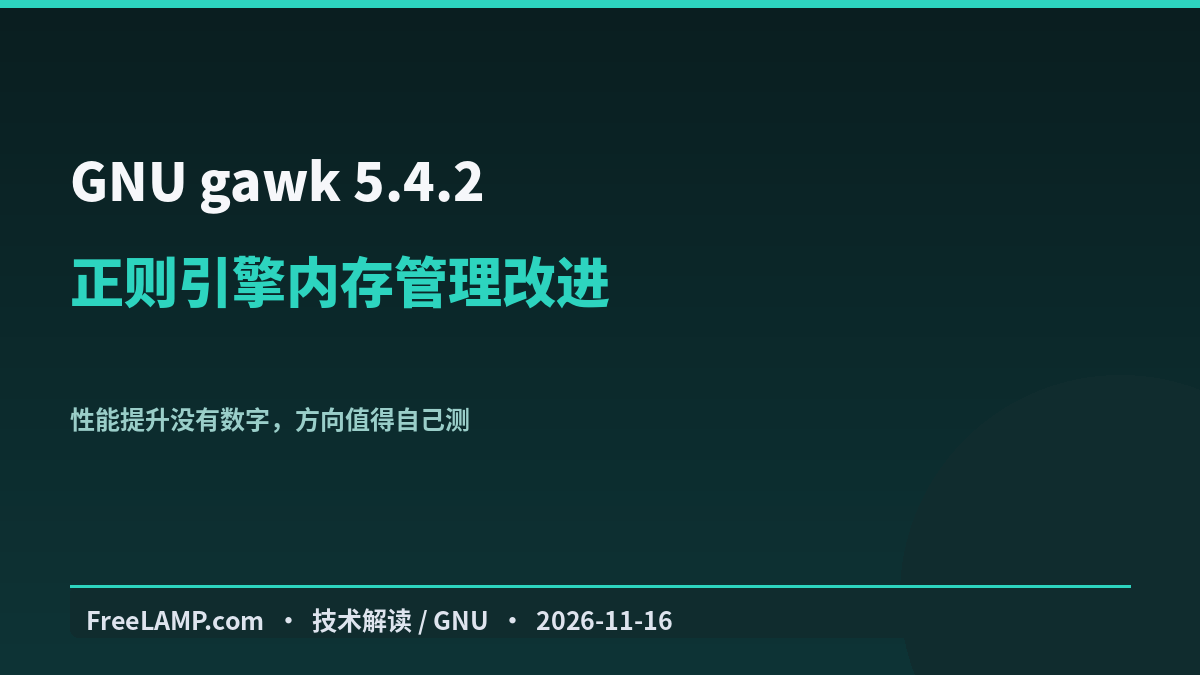 GNU gawk 5.4.2
正则引擎内存管理改进
性能提升没有数字，方向值得自己测
FreeLAMP.com · 技术解读 / GNU · 2026-11-16